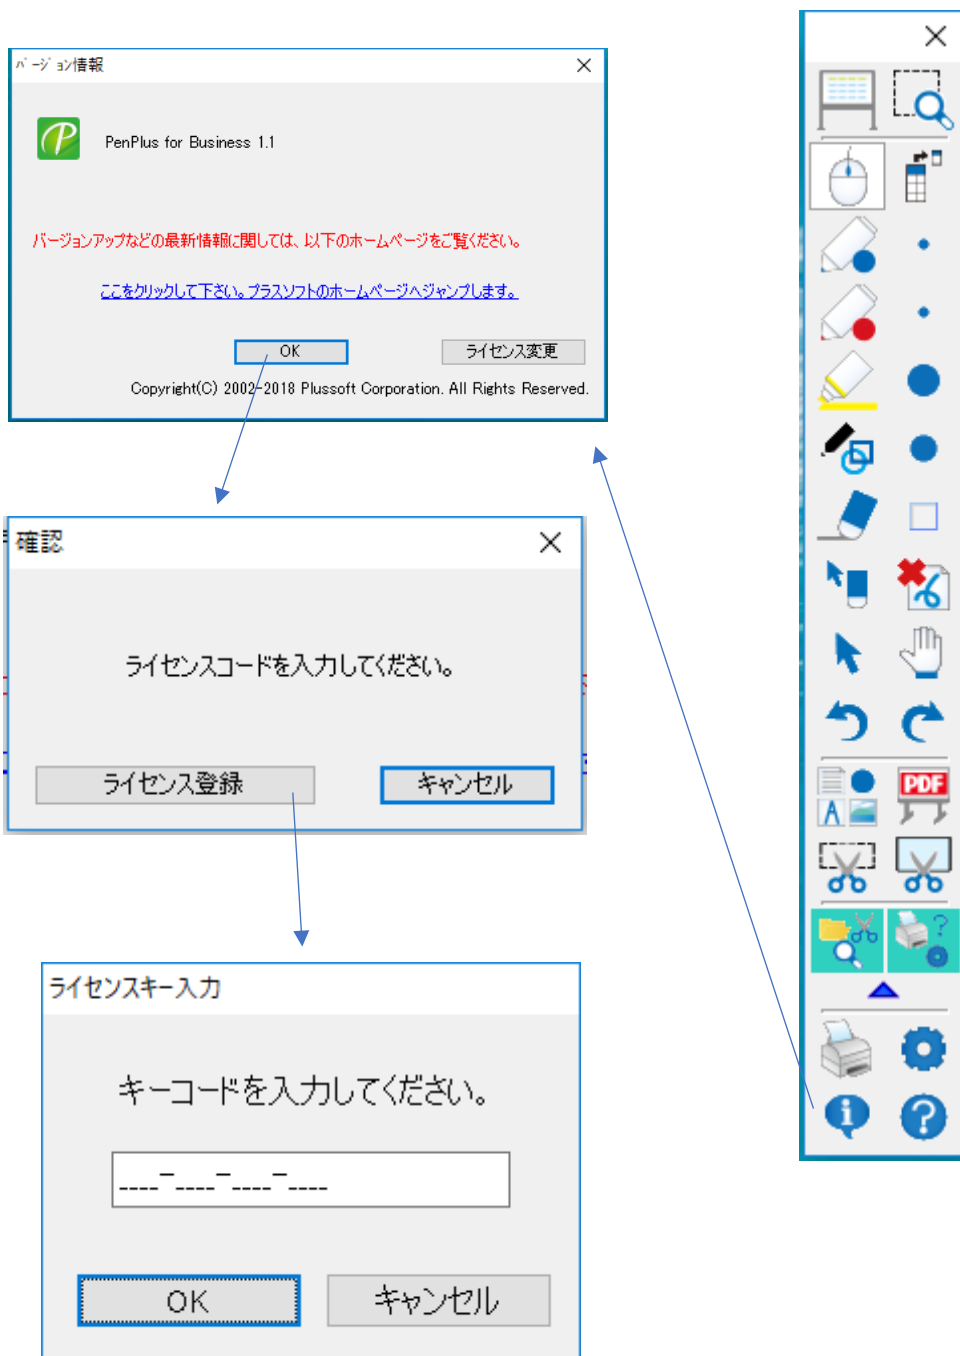 バージョン情報
PenPlus for Business 1.1
バージョンアップなどの最新情報に関しては、以下のホームページをご覧ください。
ここをクリックして下さい。プラスソフトのホームページへジャンプします。
OK
ライセンス変更
Copyright(C) 2002-2018 Plussoft Corporation. All Rights Reserved.
確認
ライセンスコードを入力してください。
ライセンス登録
キャンセル
ライセンスキー入力
キーコードを入力してください。
____-____-____-____
OK
キャンセル
A
PDF
?
i
?